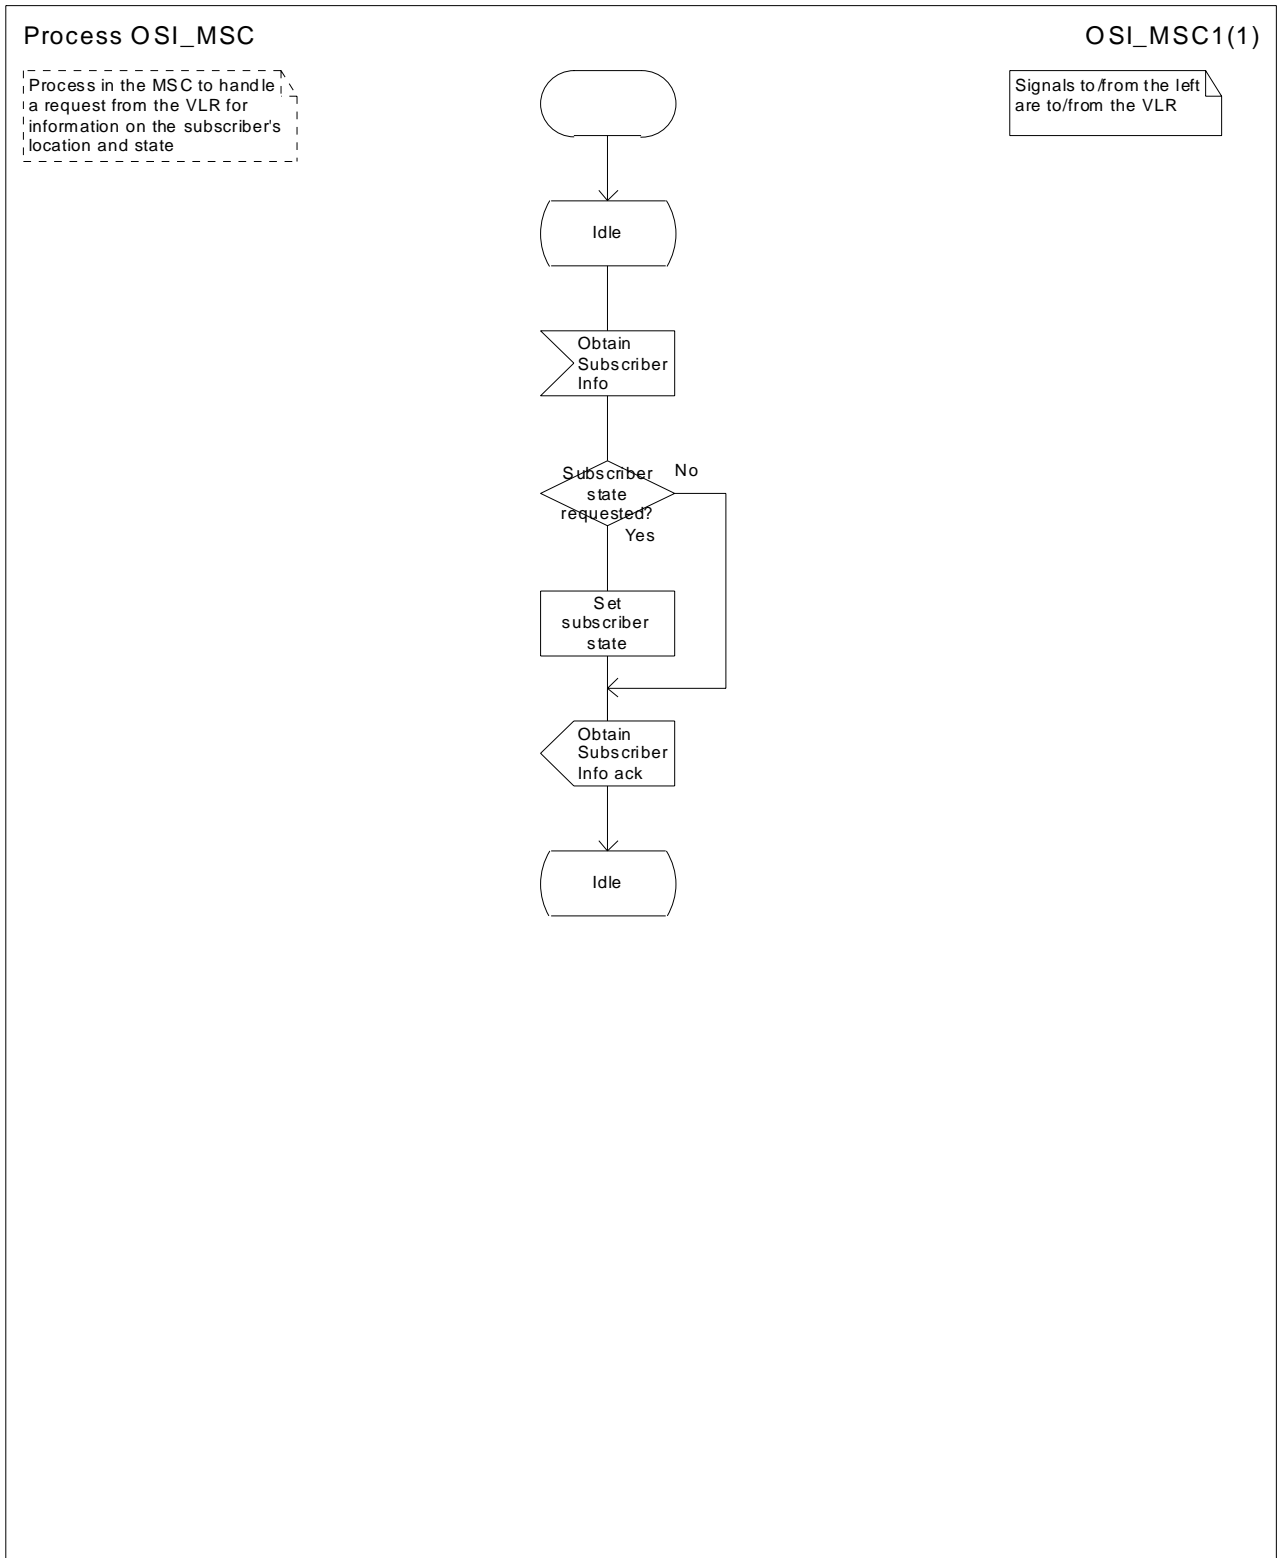 Process OSI_MSC
OSI_MSC1(1)
Process in the MSC to handle
a request from the VLR for
information on the subscriber's
location and state
Signals to/from the left
are to/from the VLR
Idle
Obtain
Subscriber
Info
Subscriber
state
requested?
No
Yes
Set
subscriber
state
Obtain
Subscriber
Info ack
Idle